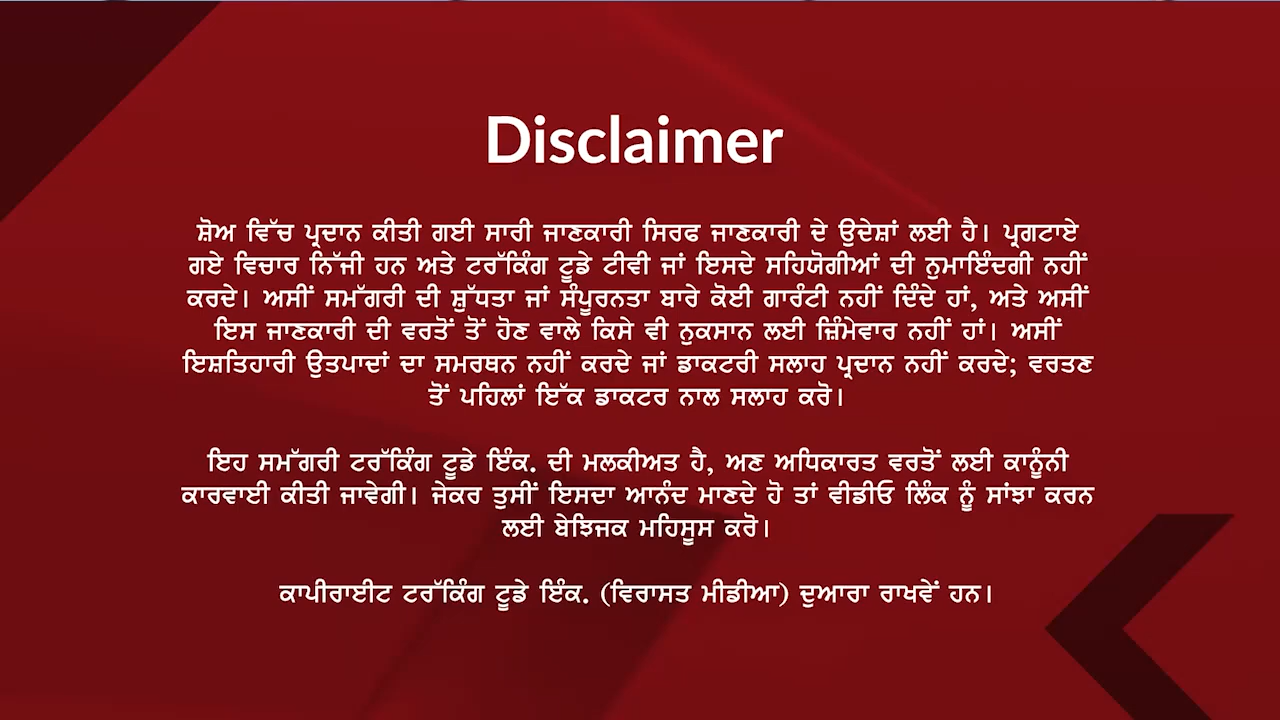 Disclaimer
ਸ਼ੋਅ ਵਿੱਚ ਪ੍ਰਦਾਨ ਕੀਤੀ ਗਈ ਸਾਰੀ ਜਾਣਕਾਰੀ ਸਿਰਫ ਜਾਣਕਾਰੀ ਦੇ ਉਦੇਸ਼ਾਂ ਲਈ ਹੈ। ਪ੍ਰਗਟਾਏ
ਗਏ ਵਿਚਾਰ ਨਿੱਜੀ ਹਨ ਅਤੇ ਟਰੱਕਿੰਗ ਟੂਡੇ ਟੀਵੀ ਜਾਂ ਇਸਦੇ ਸਹਿਯੋਗੀਆਂ ਦੀ ਨੁਮਾਇੰਦਗੀ ਨਹੀਂ
ਕਰਦੇ। ਅਸੀਂ ਸਮੱਗਰੀ ਦੀ ਸ਼ੁੱਧਤਾ ਜਾਂ ਸੰਪੂਰਨਤਾ ਬਾਰੇ ਕੋਈ ਗਾਰੰਟੀ ਨਹੀਂ ਦਿੰਦੇ ਹਾਂ, ਅਤੇ ਅਸੀਂ
ਇਸ ਜਾਣਕਾਰੀ ਦੀ ਵਰਤੋਂ ਤੋਂ ਹੋਣ ਵਾਲੇ ਕਿਸੇ ਵੀ ਨੁਕਸਾਨ ਲਈ ਜ਼ਿੰਮੇਵਾਰ ਨਹੀਂ ਹਾਂ। ਅਸੀਂ
ਇਸ਼ਤਿਹਾਰੀ ਉਤਪਾਦਾਂ ਦਾ ਸਮਰਥਨ ਨਹੀਂ ਕਰਦੇ ਜਾਂ ਡਾਕਟਰੀ ਸਲਾਹ ਪ੍ਰਦਾਨ ਨਹੀਂ ਕਰਦੇ; ਵਰਤਣ
ਤੋਂ ਪਹਿਲਾਂ ਇੱਕ ਡਾਕਟਰ ਨਾਲ ਸਲਾਹ ਕਰੋ।
ਇਹ ਸਮੱਗਰੀ ਟਰੱਕਿੰਗ ਟੂਡੇ ਇੰਕ. ਦੀ ਮਲਕੀਅਤ ਹੈ, ਅਣ ਅਧਿਕਾਰਤ ਵਰਤੋਂ ਲਈ ਕਾਨੂੰਨੀ
ਕਾਰਵਾਈ ਕੀਤੀ ਜਾਵੇਗੀ। ਜੇਕਰ ਤੁਸੀਂ ਇਸਦਾ ਆਨੰਦ ਮਾਣਦੇ ਹੋ ਤਾਂ ਵੀਡੀਓ ਲਿੰਕ ਨੂੰ ਸਾਂਝਾ ਕਰਨ
ਲਈ ਬੇਝਿਜਕ ਮਹਿਸੂਸ ਕਰੋ।
ਕਾਪੀਰਾਈਟ ਟਰੱਕਿੰਗ ਟੂਡੇ ਇੰਕ. (ਵਿਰਾਸਤ ਮੀਡੀਆ) ਦੁਆਰਾ ਰਾਖਵੇਂ ਹਨ।